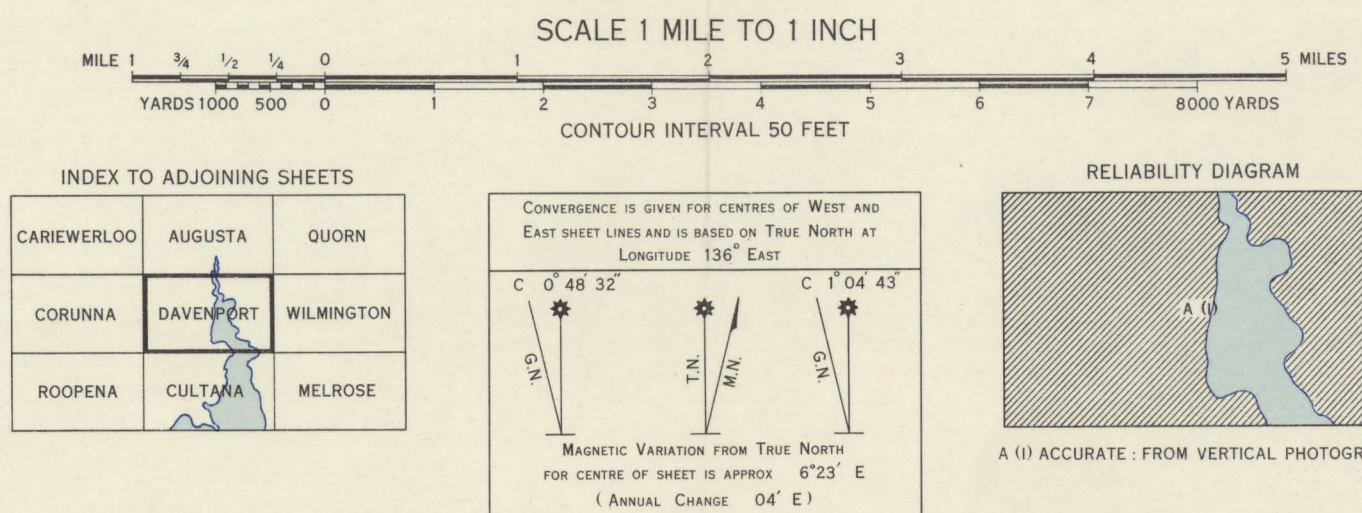 SCALE 1 MILE TO 1 INCH
MILE 1 ¾ ½ ¼ 0 1 2 3 4 5 MILES
YARDS 1000 500 0 1 2 3 4 5 6 7 8000 YARDS
CONTOUR INTERVAL 50 FEET
INDEX TO ADJOINING SHEETS
CARIEWERLOO AUGUSTA QUORN
CORUNNA DAVENPORT WILMINGTON
ROOPENA CULTANA MELROSE
CONVERGENCE IS GIVEN FOR CENTRES OF WEST AND
EAST SHEET LINES AND IS BASED ON TRUE NORTH AT
LONGITUDE 136° EAST
C 0° 48′ 32″ C 1° 04′ 43″
G.N. T.N. M.N. G.N.
MAGNETIC VARIATION FROM TRUE NORTH
FOR CENTRE OF SHEET IS APPROX 6°23′ E
( ANNUAL CHANGE 04′ E )
RELIABILITY DIAGRAM
A (I)
A (I) ACCURATE : FROM VERTICAL PHOTOGR